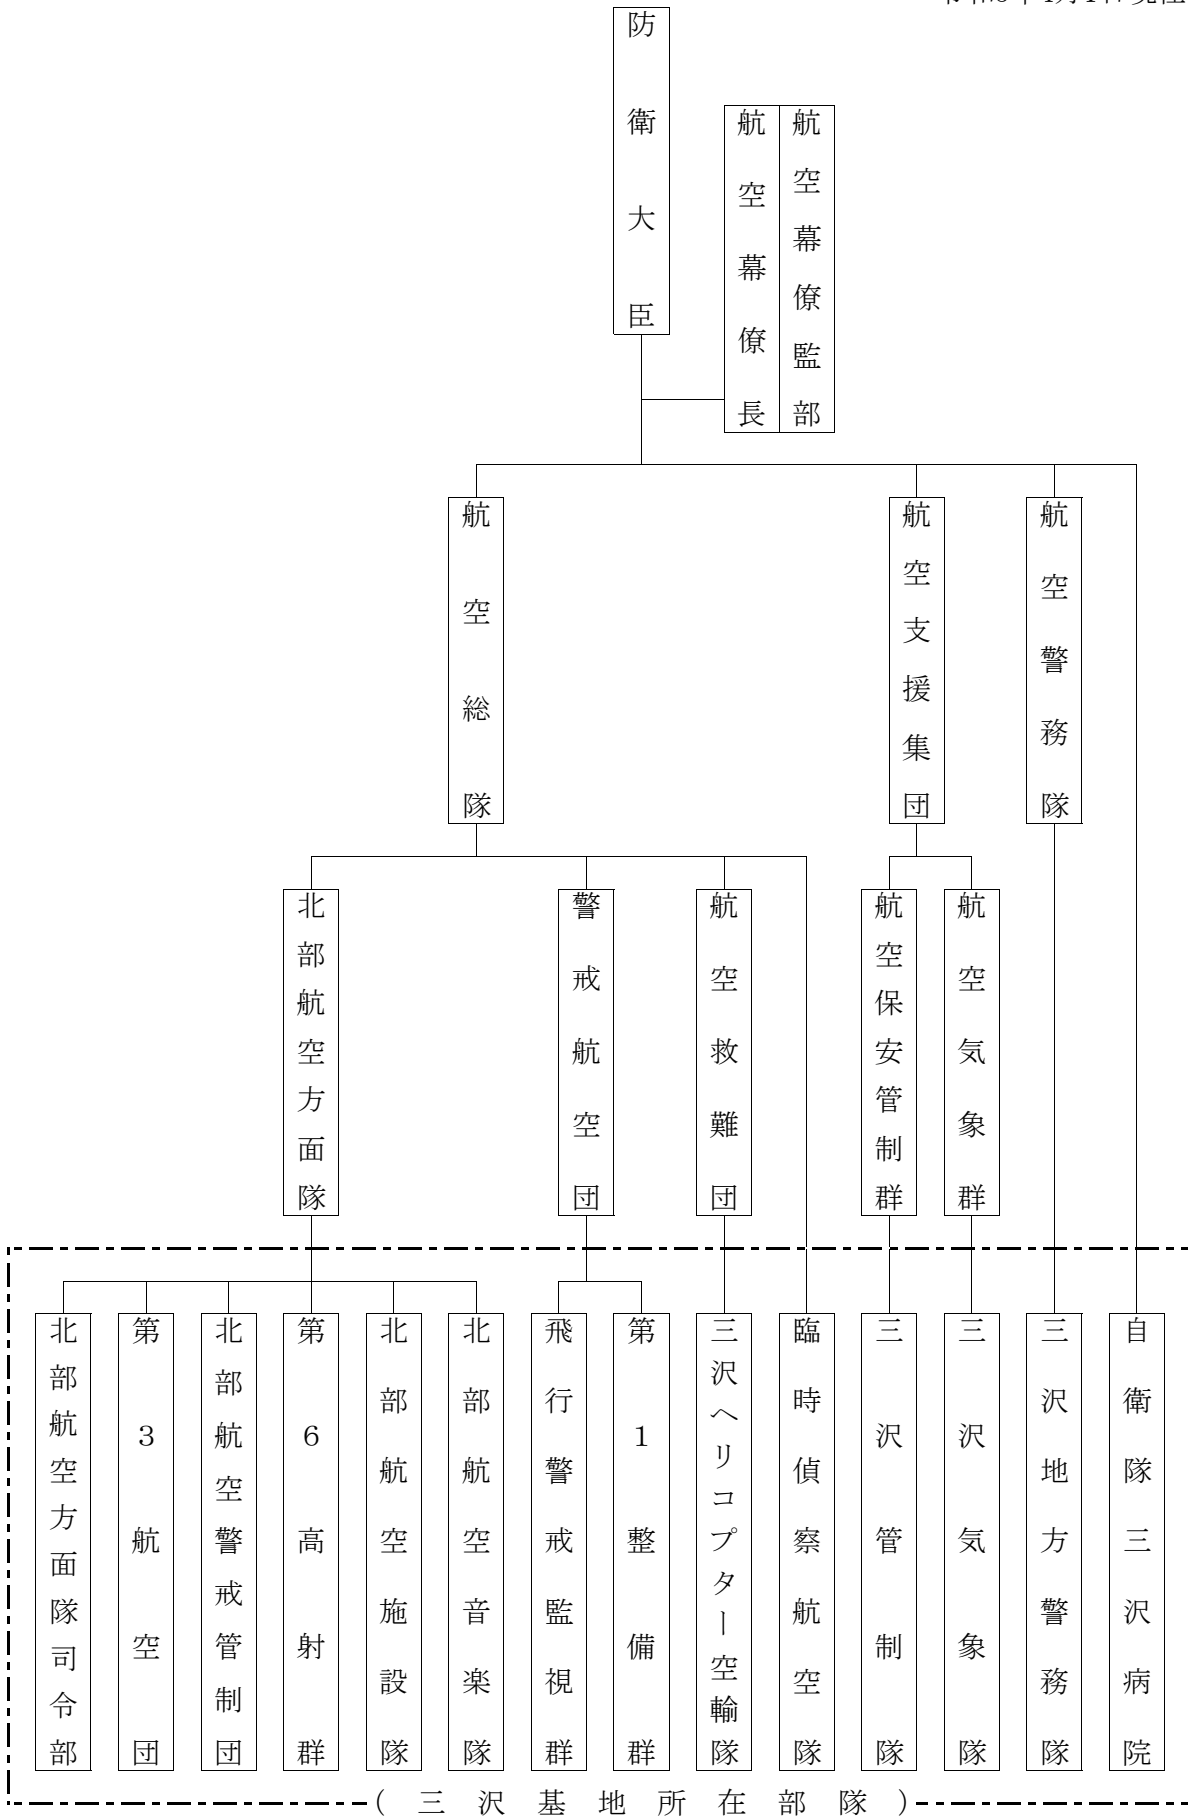 防衛大臣
航空幕僚長
航空幕僚監部
航空総隊
航空支援集団
航空警務隊
北部航空方面隊
警戒航空団
航空救難団
航空保安管制群
航空気象群
北部航空方面隊司令部
第3航空団
北部航空警戒管制団
第6高射群
北部航空施設隊
北部航空音楽隊
飛行警戒監視群
第1整備群
三沢ヘリコプター空輸隊
臨時偵察航空隊
三沢管制隊
三沢気象隊
三沢地方警務隊
自衛隊三沢病院
(三沢基地所在部隊)